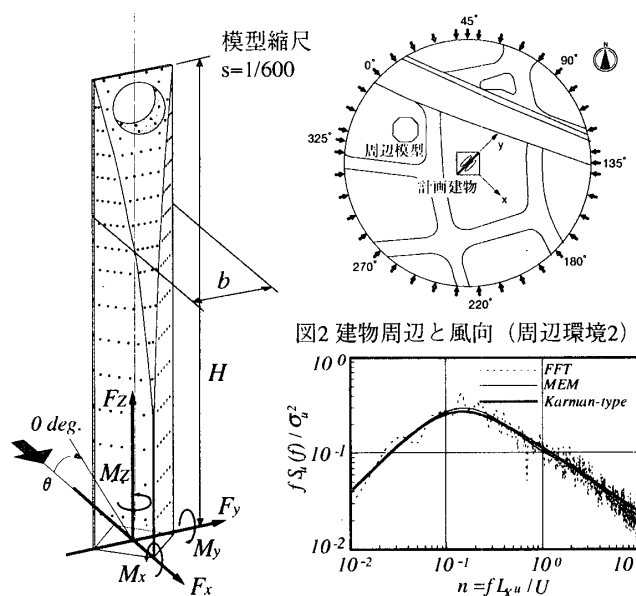 模型縮尺
s=1/600
b
H
0 deg.
θ
Fz
Mz
Fy
My
Mx
Fx
N
0°
45°
90°
135°
180°
220°
270°
325°
周辺模型
計画建物
y
x
図2 建物周辺と風向（周辺環境2）
FFT
MEM
Karman-type
f Su(f) / σu²
10⁰
10⁻¹
10⁻²
10⁻² 10⁻¹ 10⁰ 10
n = f Lxu / U